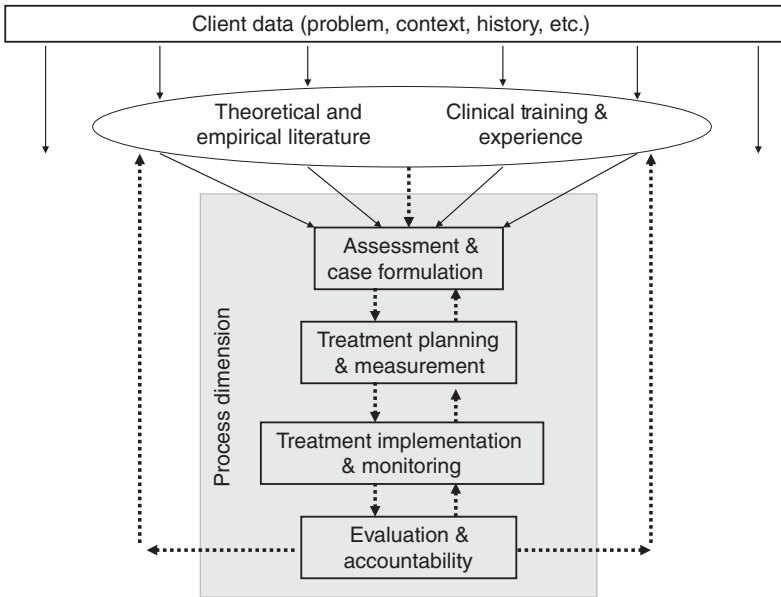 Client data (problem, context, history, etc.)
Theoretical and
empirical literature
Clinical training &
experience
Process dimension
Assessment &
case formulation
Treatment planning
& measurement
Treatment implementation
& monitoring
Evaluation &
accountability